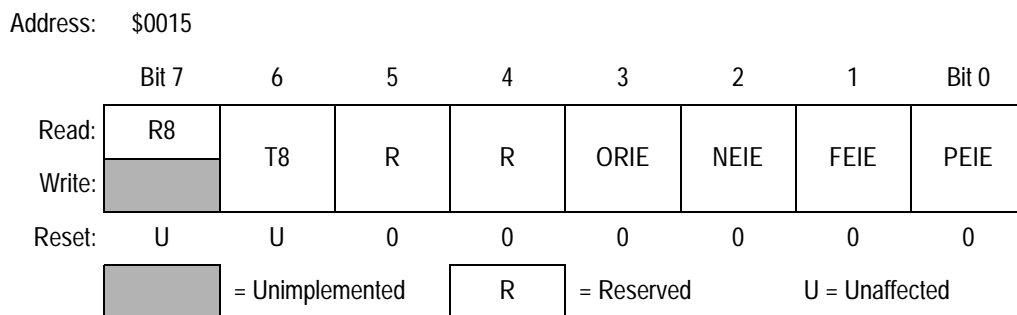 Address: $0015
Bit 7 6 5 4 3 2 1 Bit 0
Read: R8
T8 R R ORIE NEIE FEIE PEIE
Write:
Reset: U U 0 0 0 0 0 0
= Unimplemented R = Reserved U = Unaffected